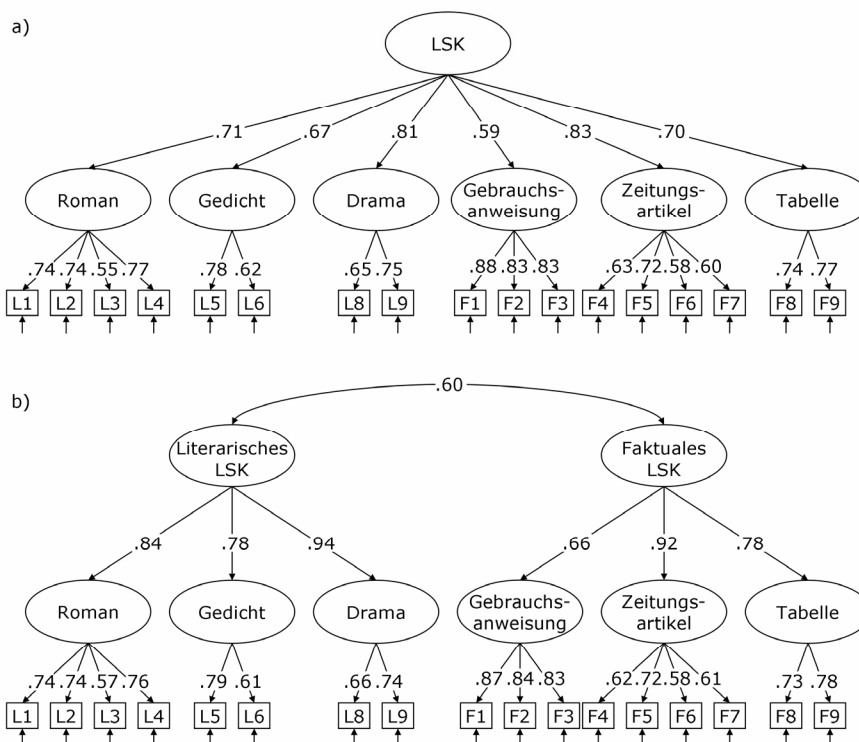 a)
LSK
.71 .67 .81 .59 .83 .70
Roman Gedicht Drama Gebrauchs- Zeitungs- Tabelle
anweisung artikel
.74 .74 .55 .77 .78 .62 .65 .75 .88 .83 .83 .63 .72 .58 .60 .74 .77
L1 L2 L3 L4 L5 L6 L8 L9 F1 F2 F3 F4 F5 F6 F7 F8 F9
.60
b)
Literarisches Faktuales
LSK LSK
.84 .78 .94 .66 .92 .78
Roman Gedicht Drama Gebrauchs- Zeitungs- Tabelle
anweisung artikel
.74 .74 .57 .76 .79 .61 .66 .74 .87 .84 .83 .62 .72 .58 .61 .73 .78
L1 L2 L3 L4 L5 L6 L8 L9 F1 F2 F3 F4 F5 F6 F7 F8 F9